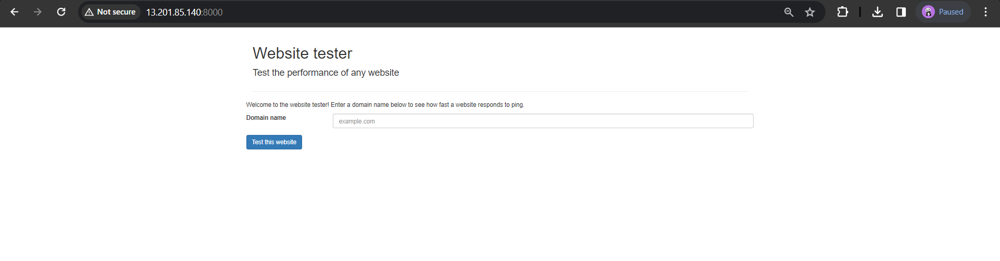 Not secure 13.201.85.140:8000 Paused
Website tester
Test the performance of any website
Welcome to the website tester! Enter a domain name below to see how fast a website responds to ping.
Domain name example.com
Test this website